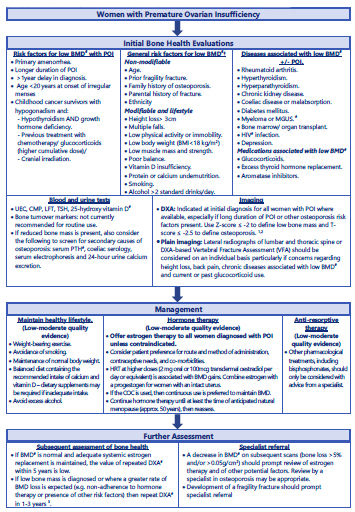 Women with Premature Ovarian Insufficiency
Initial Bone Health Evaluations
Risk factors for low BMD# with POI
• Primary amenorrhea.
• Longer duration of POI
• >1year delay in diagnosis.
• Age <20 years at onset of irregular
menses
• Childhood cancer survivors with
hypogonadism and:
- Hypothyroidism AND growth
hormone deficiency.
- Previous treatment with
chemotherapy/ glucocorticoids
(higher cumulative dose)/
- Cranial irradiation.
General risk factors for low BMD#†
Non-modifiable
• Age.
• Prior fragility fracture.
• Family history of osteoporosis.
• Parental history of fracture.
• Ethnicity
Modifiable and lifestyle
• Height loss> 3cm
• Multiple falls.
• Low physical activity or immobility.
• Low body weight (BMI<18 kg/m²)
• Low muscle mass and strength.
• Poor balance.
• Vitamin D insufficiency.
• Protein or calcium undernutrition.
• Smoking.
• Alcohol >2 standard drinks/day.
Diseases associated with low BMD#
+/- POI.
• Rheumatoid arthritis.
• Hyperthyroidism.
• Hyperparathyroidism.
• Chronic kidney disease.
• Coeliac disease or malabsorption.
• Diabetes mellitus.
• Myeloma or MGUS.#
• Bone marrow/ organ transplant.
• HIV# infection.
• Depression.
Medications associated with low BMD#
• Glucocorticoids.
• Excess thyroid hormone replacement.
• Aromatase inhibitors.
Blood and urine tests
• UEC, CMP, LFT, TSH, 25-hydroxy vitamin D#
• Bone turnover markers: not currently
recommended for routine use.
• If reduced bone mass is present, also consider
the following to screen for secondary causes of
osteoporosis: serum PTH#, coeliac serology,
serum electrophoresis and 24-hour urine calcium
excretion.
Imaging
• DXA: Indicated at initial diagnosis for all women with POI where
available, especially if long duration of POI or other osteoporosis risk
factors present. Use Z-score ≤ -2 to define low bone mass and T-
score ≤ -2.5 to define osteoporosis. 1,2
• Plain imaging: Lateral radiographs of lumbar and thoracic spine or
DXA-based Vertebral Fracture Assessment (VFA) should be
considered on an individual basis particularly if concerns regarding
height loss, back pain, chronic diseases associated with low BMD#
and current or past glucocorticoid use.
Management
Maintain healthy lifestyle.
(Low-moderate quality
evidence)
• Weight-bearing exercise.
• Avoidance of smoking.
• Maintenance of normal body weight.
• Balanced diet containing the
recommended intake of calcium and
vitamin D – dietary supplements may
be required if inadequate intake.
• Avoid excess alcohol.
Hormone therapy
(Low-moderate quality evidence)
• Offer estrogen therapy to all women diagnosed with POI
unless contraindicated.
• Consider patient preference for route and method of administration,
contraceptive needs, and co-morbidities.
• HRT at higher doses (2 mg oral or 100mcg transdermal oestradiol per
day or equivalent) is associated with BMD gains. Combine estrogen with
a progestogen for women with an intact uterus.
• If the CDC is used, then continuous use is preferred to maintain BMD.
• Continue hormone therapy until at least the time of anticipated natural
menopause (approx. 50 years), then reassess.
Anti-resorptive
therapy
(Low-moderate quality
evidence)
• Other pharmacological
treatments, including
bisphosphonates, should
only be considered with
advice from a specialist.
Further Assessment
Subsequent assessment of bone health
• If BMD# is normal and adequate systemic estrogen
replacement is maintained, the value of repeated DXA#
within 5 years is low.
• If low bone mass is diagnosed or where a greater rate of
BMD loss is expected (e.g. non-adherence to hormone
therapy or presence of other risk factors) then repeat DXA#
in 1-3 years
Specialist referral
• A decrease in BMD# on subsequent scans (bone loss >5%
and/or >0.05g/cm²) should prompt review of estrogen
therapy and of other potential factors. Review by a
specialist in osteoporosis may be appropriate.
• Development of a fragility fracture should prompt
specialist referral